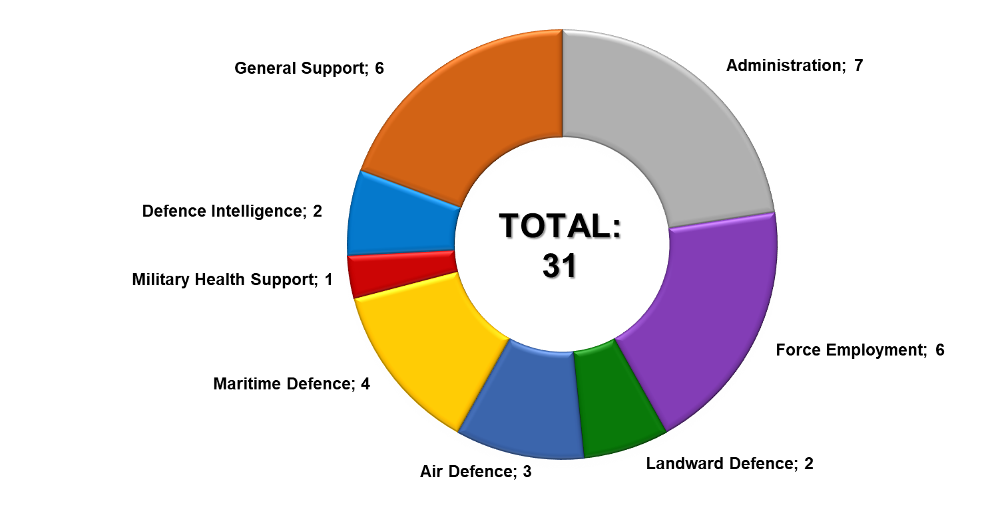 General Support; 6
Administration; 7
Defence Intelligence; 2
TOTAL:
31
Military Health Support; 1
Force Employment; 6
Maritime Defence; 4
Landward Defence; 2
Air Defence; 3